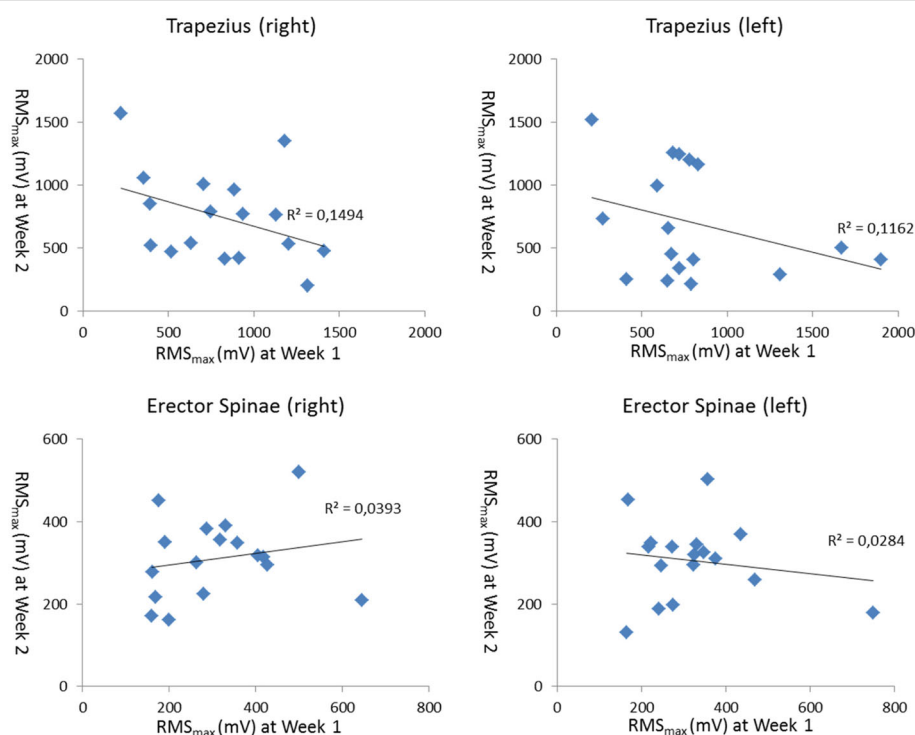 Trapezius (right)
2000
1500
1000
500
0
RMSmax (mV) at Week 2
R² = 0,1494
0 500 1000 1500 2000
RMSmax (mV) at Week 1
Trapezius (left)
2000
1500
1000
500
0
RMSmax (mV) at Week 2
R² = 0,1162
0 500 1000 1500 2000
RMSmax (mV) at Week 1
Erector Spinae (right)
600
400
200
0
RMSmax (mV) at Week 2
R² = 0,0393
0 200 400 600 800
RMSmax (mV) at Week 1
Erector Spinae (left)
600
400
200
0
RMSmax (mV) at Week 2
R² = 0,0284
0 200 400 600 800
RMSmax (mV) at Week 1